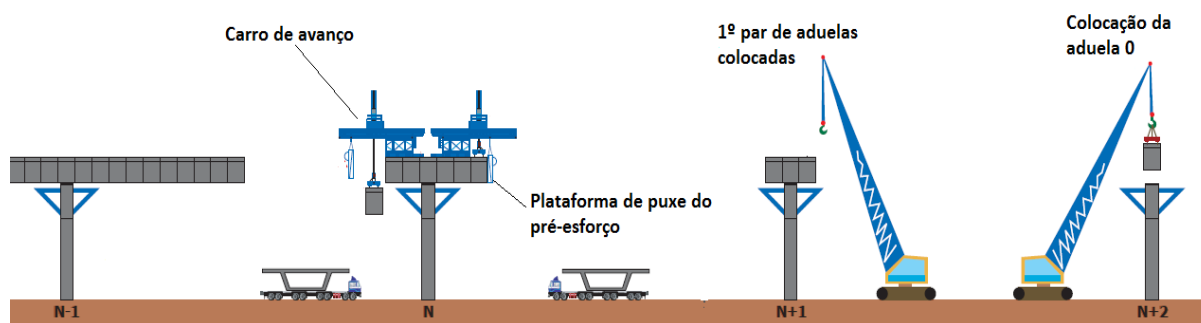 Carro de avanço
1º par de aduelas
colocadas
Colocação da
aduela 0
Plataforma de puxe do
pré-esforço
N-1
N
N+1
N+2